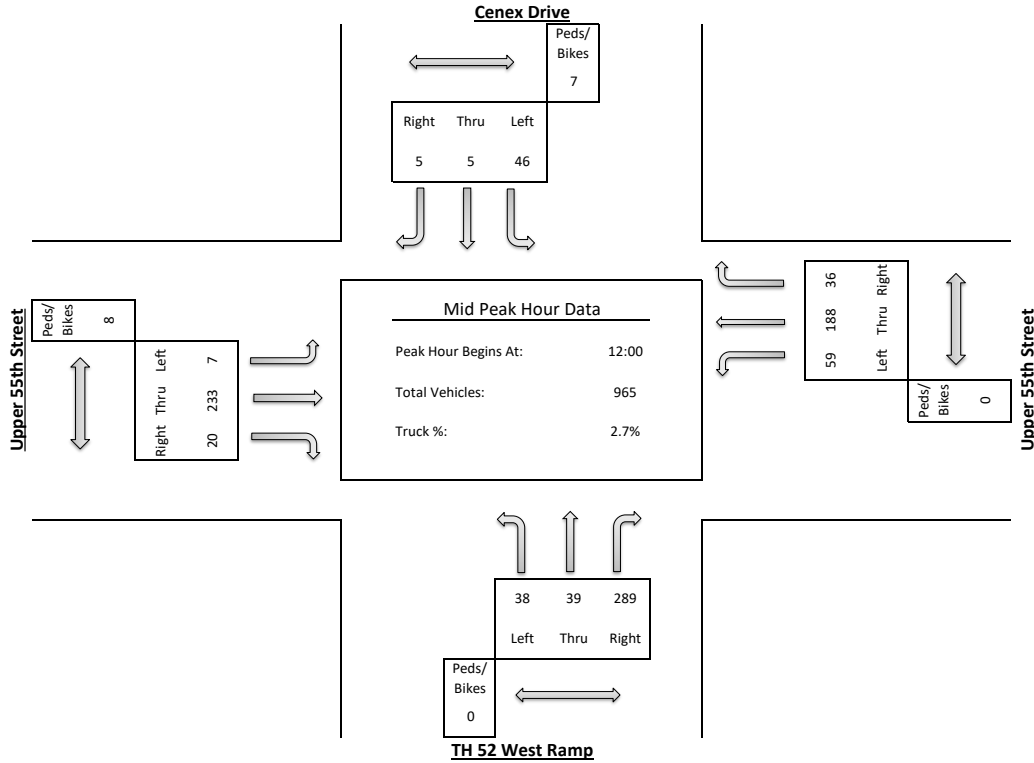 Cenex Drive
Peds/
Bikes
7
Right Thru Left
5 5 46
Upper 55th Street
Peds/
Bikes
8
Right Thru Left
20 233 7
Mid Peak Hour Data
Peak Hour Begins At: 12:00
Total Vehicles: 965
Truck %: 2.7%
59 188 36
Left Thru Right
Peds/
Bikes
0
Upper 55th Street
38 39 289
Left Thru Right
Peds/
Bikes
0
TH 52 West Ramp